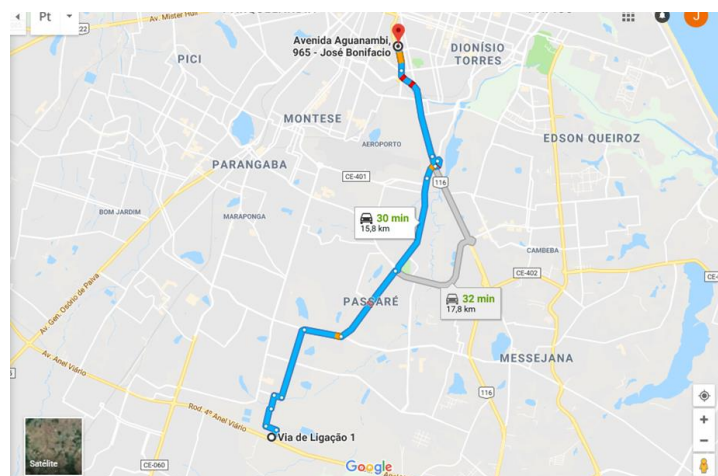 Pt
J
Av. Mister Hull
22
Avenida Aguanambi,
965 - José Bonifacio
DIONÍSIO
TORRES
PICI
MONTESE
AEROPORTO
EDSON QUEIROZ
PARANGABA
CE-401
116
BOM JARDIM
MARAPONGA
30 min
15,8 km
CAMBEBA
CE-402
CE-4
32 min
17,8 km
PASSARÉ
Av. Gen. Osório de Paiva
MESSEJANA
Av. Anel Viário
116
Rod. 4º Anel Viário
Via de Ligação 1
Satélite
CE-060
Google